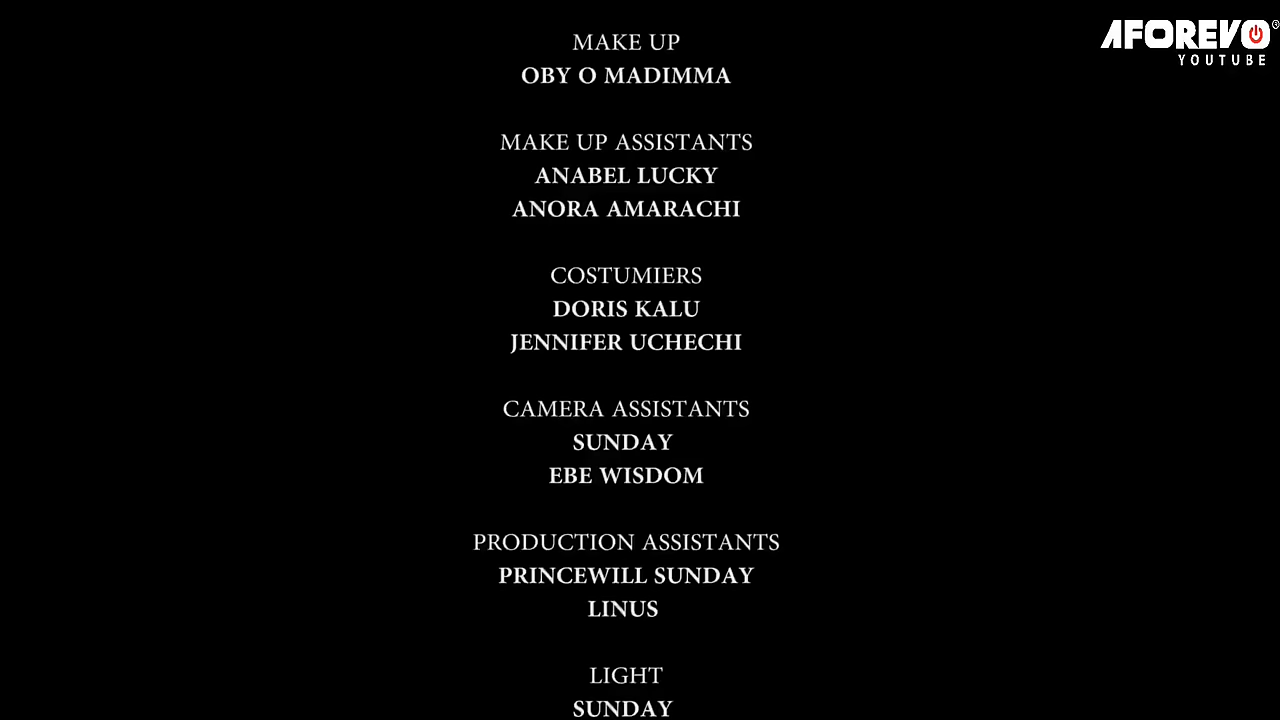 AFOREVO
YOUTUBE
MAKE UP
OBY O MADIMMA
MAKE UP ASSISTANTS
ANABEL LUCKY
ANORA AMARACHI
COSTUMIERS
DORIS KALU
JENNIFER UCHECHI
CAMERA ASSISTANTS
SUNDAY
EBE WISDOM
PRODUCTION ASSISTANTS
PRINCEWILL SUNDAY
LINUS
LIGHT
SUNDAY